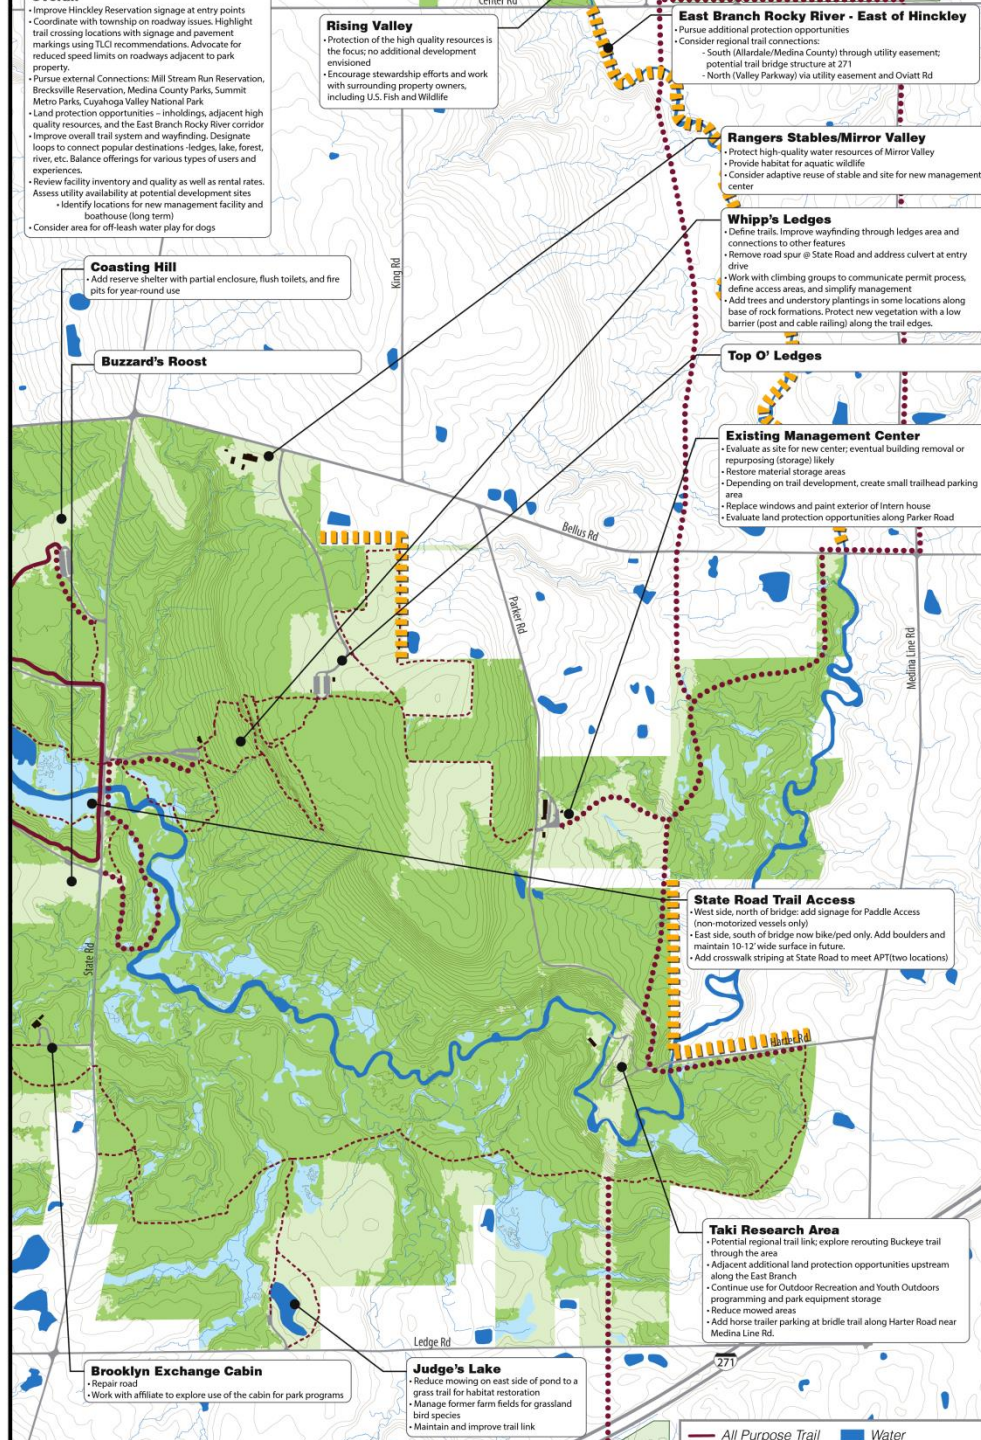 • Improve Hinckley Reservation signage at entry points
• Coordinate with township on roadway issues. Highlight
trail crossing locations with signage and pavement
markings using TLCI recommendations. Advocate for
reduced speed limits on roadways adjacent to park
property.
• Pursue external Connections: Mill Stream Run Reservation,
Brecksville Reservation, Medina County Parks, Summit
Metro Parks, Cuyahoga Valley National Park
• Land protection opportunities – inholdings, adjacent high
quality resources, and the East Branch Rocky River corridor
• Improve overall trail system and wayfinding. Designate
loops to connect popular destinations -ledges, lake, forest,
river, etc. Balance offerings for various types of users and
experiences.
• Review facility inventory and quality as well as rental rates.
Assess utility availability at potential development sites
• Identify locations for new management facility and
boathouse (long term)
• Consider area for off-leash water play for dogs
Center Rd
Rising Valley
• Protection of the high quality resources is
the focus; no additional development
envisioned
• Encourage stewardship efforts and work
with surrounding property owners,
including U.S. Fish and Wildlife
East Branch Rocky River - East of Hinckley
• Pursue additional protection opportunities
• Consider regional trail connections:
- South (Allardale/Medina County) through utility easement;
potential trail bridge structure at 271
- North (Valley Parkway) via utility easement and Oviatt Rd
Rangers Stables/Mirror Valley
• Protect high-quality water resources of Mirror Valley
• Provide habitat for aquatic wildlife
• Consider adaptive reuse of stable and site for new management
center
Whipp's Ledges
• Define trails. Improve wayfinding through ledges area and
connections to other features
• Remove road spur @ State Road and address culvert at entry
drive
• Work with climbing groups to communicate permit process,
define access areas, and simplify management
• Add trees and understory plantings in some locations along
base of rock formations. Protect new vegetation with a low
barrier (post and cable railing) along the trail edges.
Coasting Hill
• Add reserve shelter with partial enclosure, flush toilets, and fire
pits for year-round use
King Rd
Buzzard's Roost
Top O' Ledges
Existing Management Center
• Evaluate as site for new center; eventual building removal or
repurposing (storage) likely
• Restore material storage areas
• Depending on trail development, create small trailhead parking
area
• Replace windows and paint exterior of Intern house
• Evaluate land protection opportunities along Parker Road
Bellus Rd
Parker Rd
Medina Line Rd
State Road Trail Access
• West side, north of bridge: add signage for Paddle Access
(non-motorized vessels only)
• East side, south of bridge now bike/ped only. Add boulders and
maintain 10-12' wide surface in future.
• Add crosswalk striping at State Road to meet APT(two locations)
State Rd
Harter Rd
Taki Research Area
• Potential regional trail link; explore rerouting Buckeye trail
through the area
• Adjacent additional land protection opportunities upstream
along the East Branch
• Continue use for Outdoor Recreation and Youth Outdoors
programming and park equipment storage
• Reduce mowed areas
• Add horse trailer parking at bridle trail along Harter Road near
Medina Line Rd.
Ledge Rd
271
Brooklyn Exchange Cabin
• Repair road
• Work with affiliate to explore use of the cabin for park programs
Judge's Lake
• Reduce mowing on east side of pond to a
grass trail for habitat restoration
• Manage former farm fields for grassland
bird species
• Maintain and improve trail link
All Purpose Trail
Water